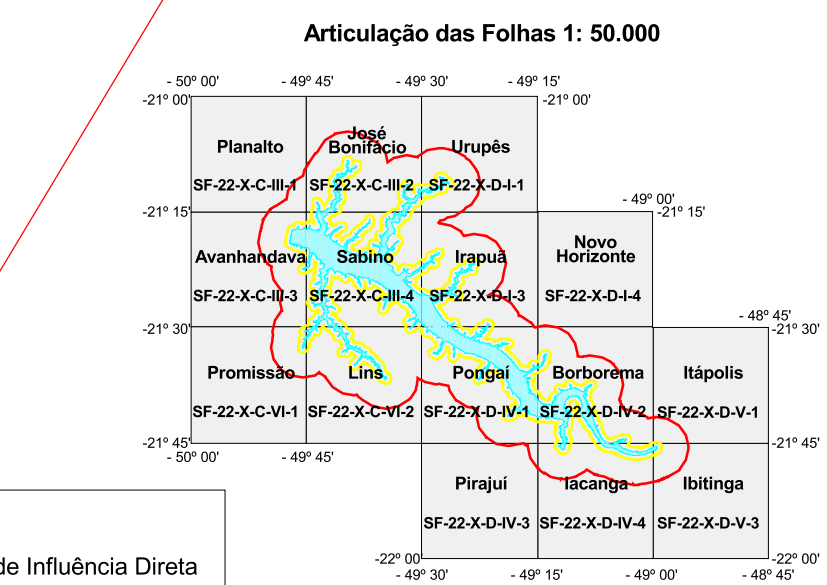 Articulação das Folhas 1: 50.000
- 50º 00' - 49º 45' - 49º 30' - 49º 15'
-21º 00' -21º 00'
Planalto José Bonifácio Urupês
SF-22-X-C-III-1 SF-22-X-C-III-2 SF-22-X-D-I-1
- 49º 00'
-21º 15' -21º 15'
Avanhandava Sabino Irapuã Novo Horizonte
SF-22-X-C-III-3 SF-22-X-C-III-4 SF-22-X-D-I-3 SF-22-X-D-I-4
- 48º 45'
-21º 30' -21º 30'
Promissão Lins Pongaí Borborema Itápolis
SF-22-X-C-VI-1 SF-22-X-C-VI-2 SF-22-X-D-IV-1 SF-22-X-D-IV-2 SF-22-X-D-V-1
-21º 45' -21º 45'
- 50º 00' - 49º 45'
Pirajuí Iacanga Ibitinga
SF-22-X-D-IV-3 SF-22-X-D-IV-4 SF-22-X-D-V-3
-22º 00' -22º 00'
- 49º 30' - 49º 15' - 49º 00' - 48º 45'
de Influência Direta